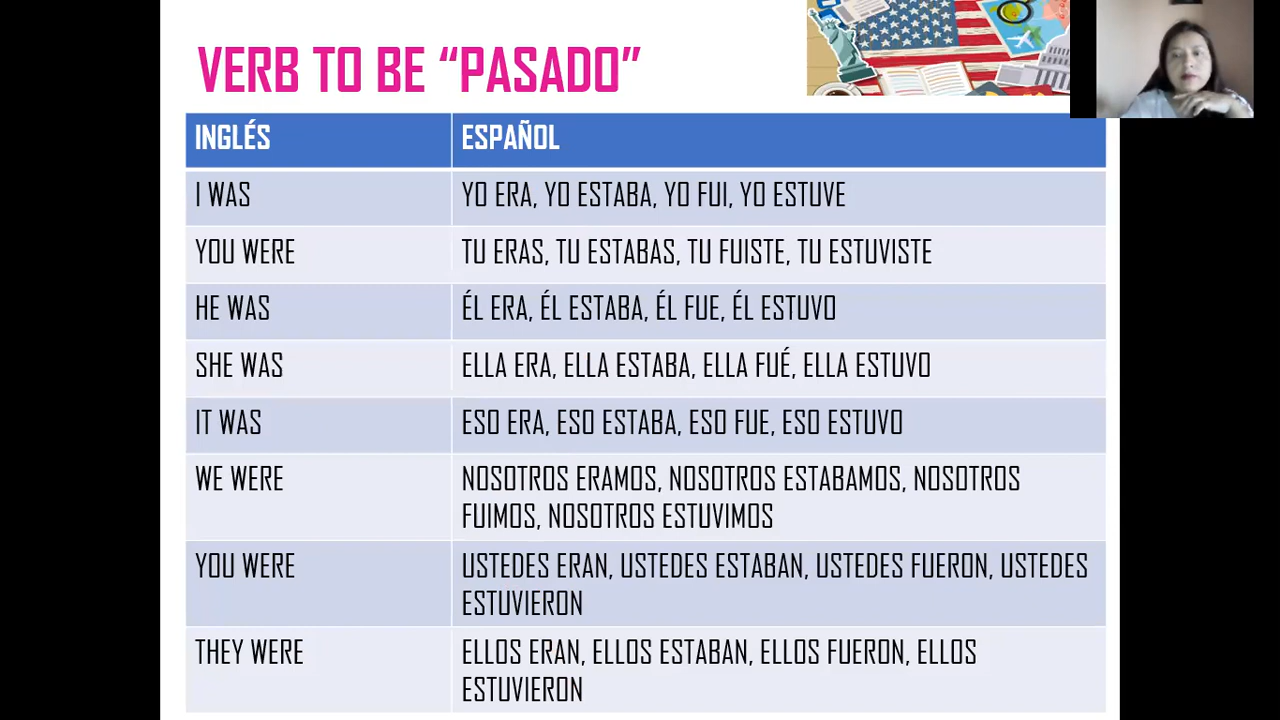 VERB TO BE “PASADO”
INGLÉS ESPAÑOL
I WAS YO ERA, YO ESTABA, YO FUI, YO ESTUVE
YOU WERE TU ERAS, TU ESTABAS, TU FUISTE, TU ESTUVISTE
HE WAS ÉL ERA, ÉL ESTABA, ÉL FUE, ÉL ESTUVO
SHE WAS ELLA ERA, ELLA ESTABA, ELLA FUÉ, ELLA ESTUVO
IT WAS ESO ERA, ESO ESTABA, ESO FUE, ESO ESTUVO
WE WERE NOSOTROS ERAMOS, NOSOTROS ESTABAMOS, NOSOTROS
FUIMOS, NOSOTROS ESTUVIMOS
YOU WERE USTEDES ERAN, USTEDES ESTABAN, USTEDES FUERON, USTEDES
ESTUVIERON
THEY WERE ELLOS ERAN, ELLOS ESTABAN, ELLOS FUERON, ELLOS
ESTUVIERON